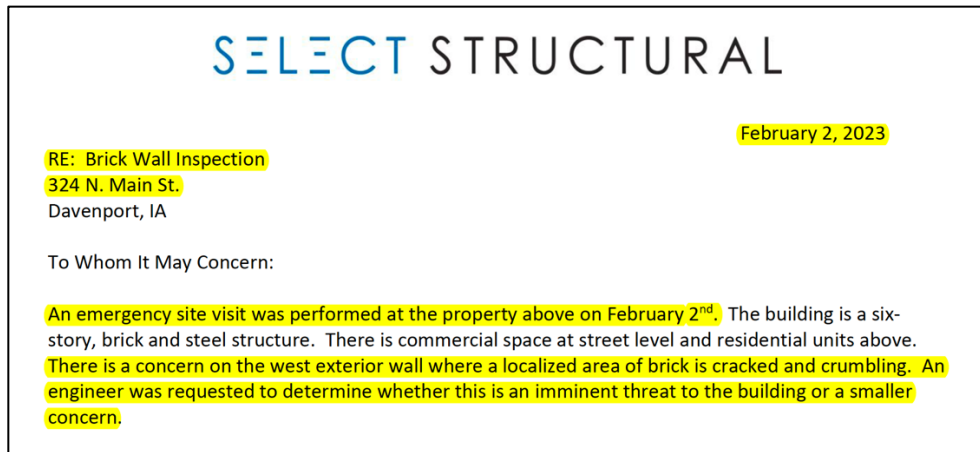 SELECT STRUCTURAL
February 2, 2023
RE:  Brick Wall Inspection
324 N. Main St.
Davenport, IA
To Whom It May Concern:
An emergency site visit was performed at the property above on February 2nd.  The building is a six-
story, brick and steel structure.  There is commercial space at street level and residential units above.
There is a concern on the west exterior wall where a localized area of brick is cracked and crumbling.  An
engineer was requested to determine whether this is an imminent threat to the building or a smaller
concern.